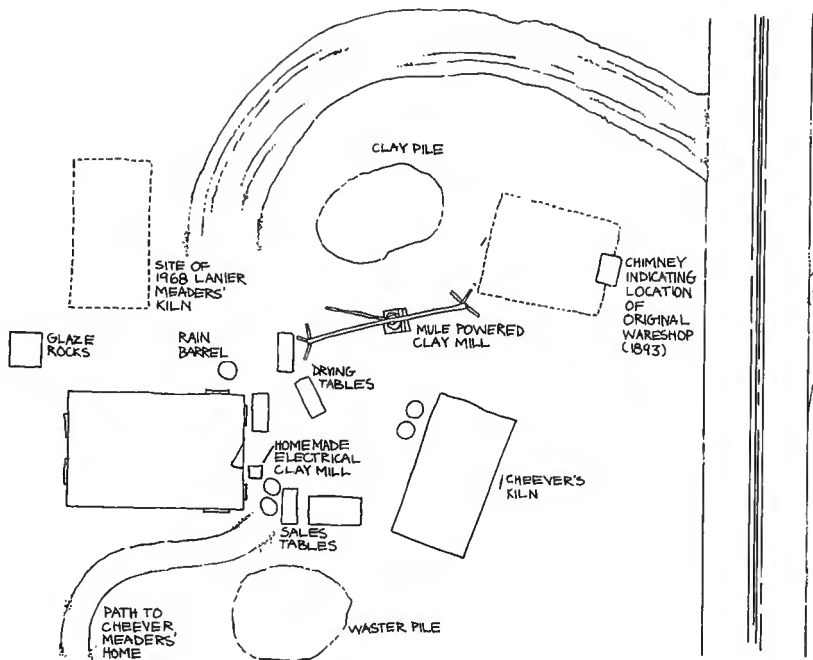 CLAY PILE
SITE OF
1968 LANIER
MEADERS'
KILN
CHIMNEY
INDICATING
LOCATION
OF
ORIGINAL
WARESHOP
(1893)
MULE POWERED
CLAY MILL
GLAZE
ROCKS
RAIN
BARREL
DRYING
TABLES
HOMEMADE
ELECTRICAL
CLAY MILL
CHEEVER'S
KILN
SALES
TABLES
PATH TO
CHEEVER
MEADERS'
HOME
WASTER PILE